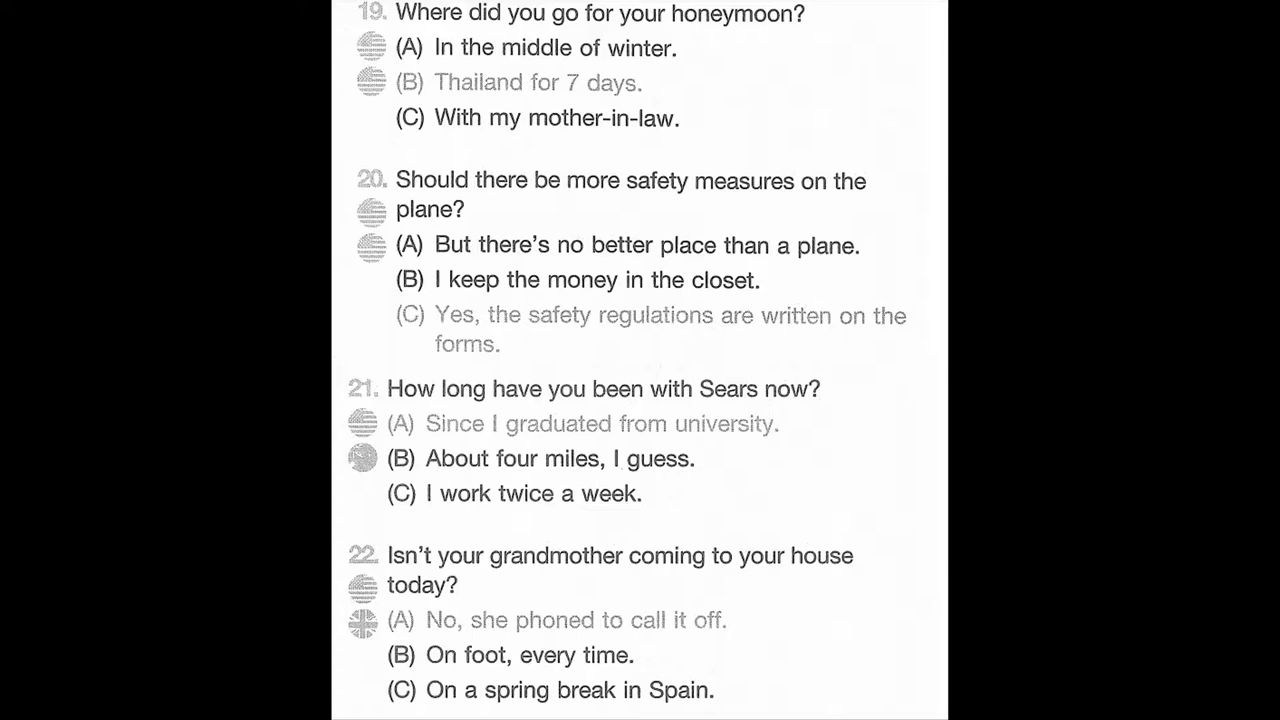 19. Where did you go for your honeymoon?
(A) In the middle of winter.
(B) Thailand for 7 days.
(C) With my mother-in-law.
20. Should there be more safety measures on the
plane?
(A) But there's no better place than a plane.
(B) I keep the money in the closet.
(C) Yes, the safety regulations are written on the
forms.
21. How long have you been with Sears now?
(A) Since I graduated from university.
(B) About four miles, I guess.
(C) I work twice a week.
22. Isn't your grandmother coming to your house
today?
(A) No, she phoned to call it off.
(B) On foot, every time.
(C) On a spring break in Spain.